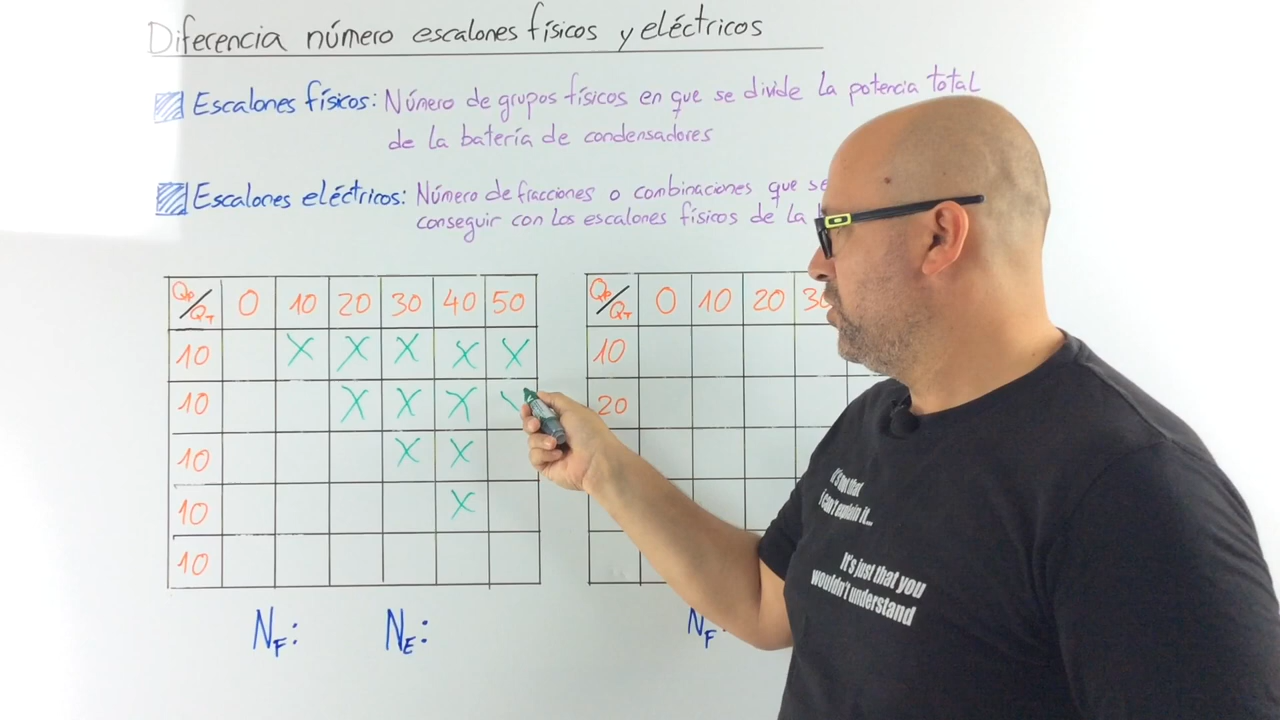 Diferencia número escalones físicos y eléctricos
Escalones físicos: Número de grupos físicos en que se divide la potencia total
de la batería de condensadores
Escalones eléctricos: Número de fracciones o combinaciones que se
conseguir con los escalones físicos de la
QP/QT 0 10 20 30 40 50
10 X X X X X
10 X X X
10 X X
10 X
10
NF: NE:
QP/QT 0 10 20 30
10
20
NF:
It's not that
I can't explain it...
It's just that you
wouldn't understand